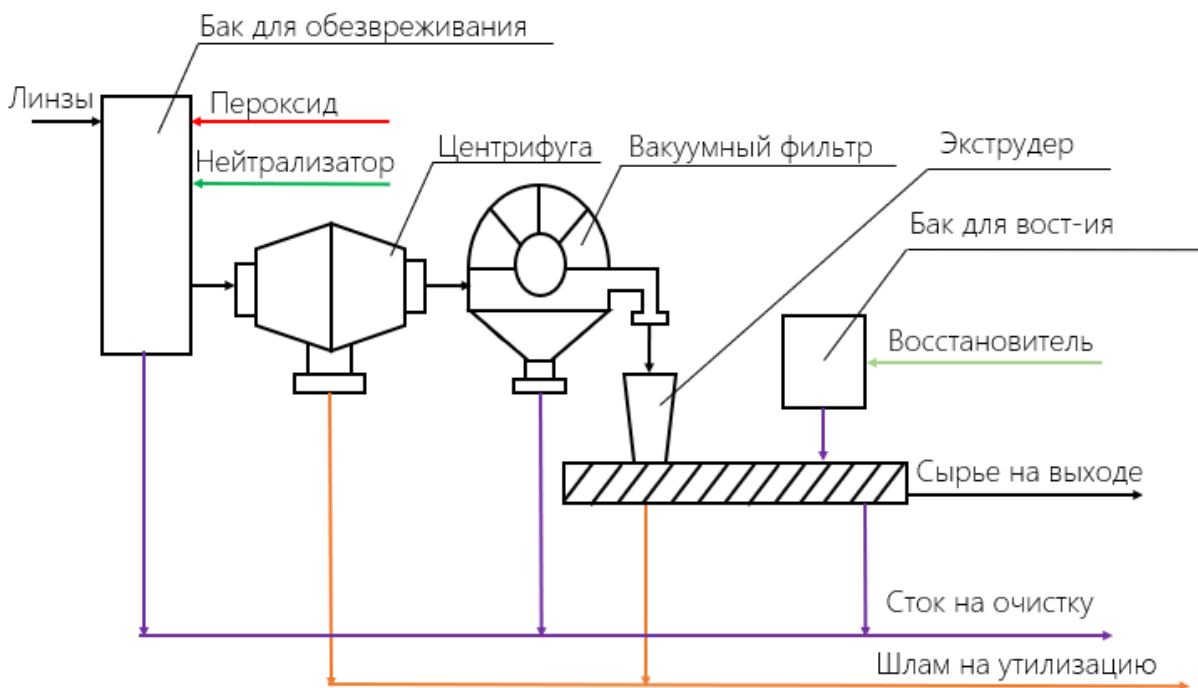 Бак для обезвреживания
Линзы
Пероксид
Нейтрализатор
Центрифуга
Вакуумный фильтр
Экструдер
Бак для вост-ия
Восстановитель
Сырье на выходе
Сток на очистку
Шлам на утилизацию